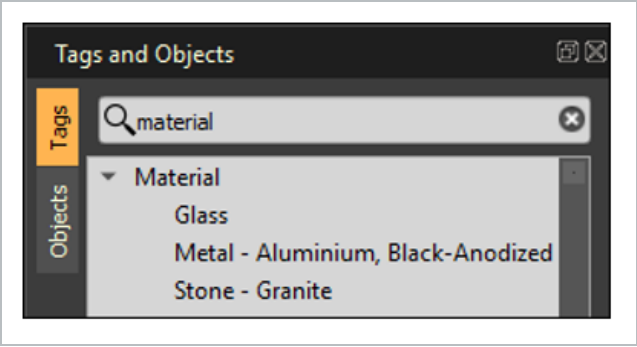 Tags and Objects
Tags
material
Objects
Material
Glass
Metal - Aluminium, Black-Anodized
Stone - Granite